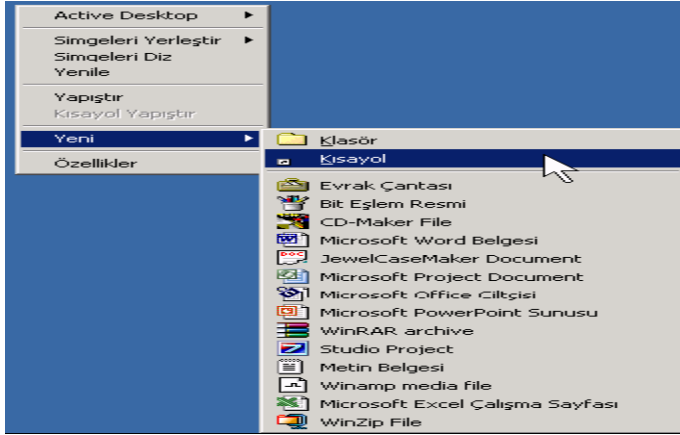 Active Desktop
Simgeleri Yerleştir
Simgeleri Diz
Yenile
Yapıştır
Kısayol Yapıştır
Yeni
Özellikler
Klasör
Kısayol
Evrak Çantası
Bit Eşlem Resmi
CD-Maker File
Microsoft Word Belgesi
JewelCaseMaker Document
Microsoft Project Document
Microsoft Office Ciltçisi
Microsoft PowerPoint Sunusu
WinRAR archive
Studio Project
Metin Belgesi
Winamp media file
Microsoft Excel Çalışma Sayfası
WinZip File